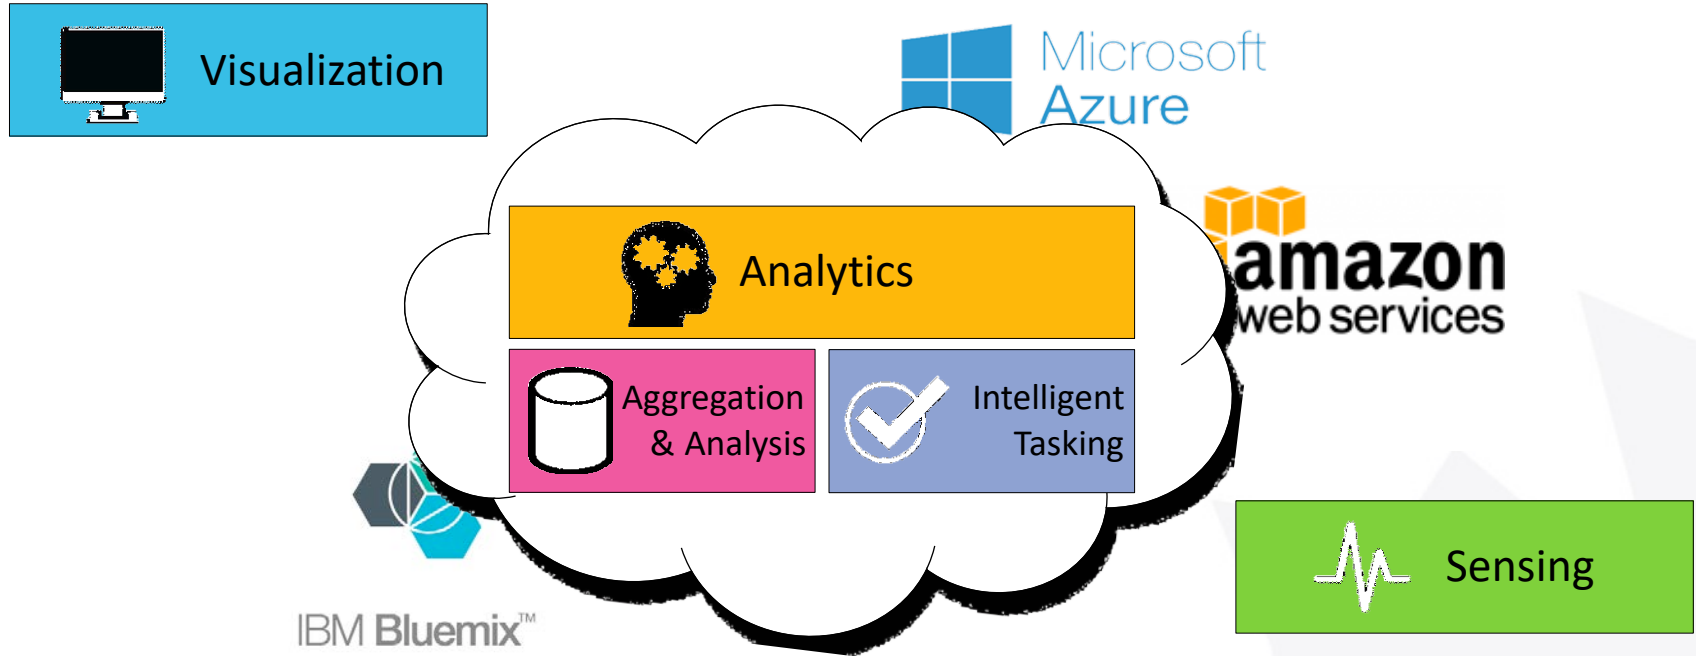 Visualization
Microsoft
Azure
amazon
web services
Analytics
Aggregation
& Analysis
Intelligent
Tasking
Sensing
IBM Bluemix™